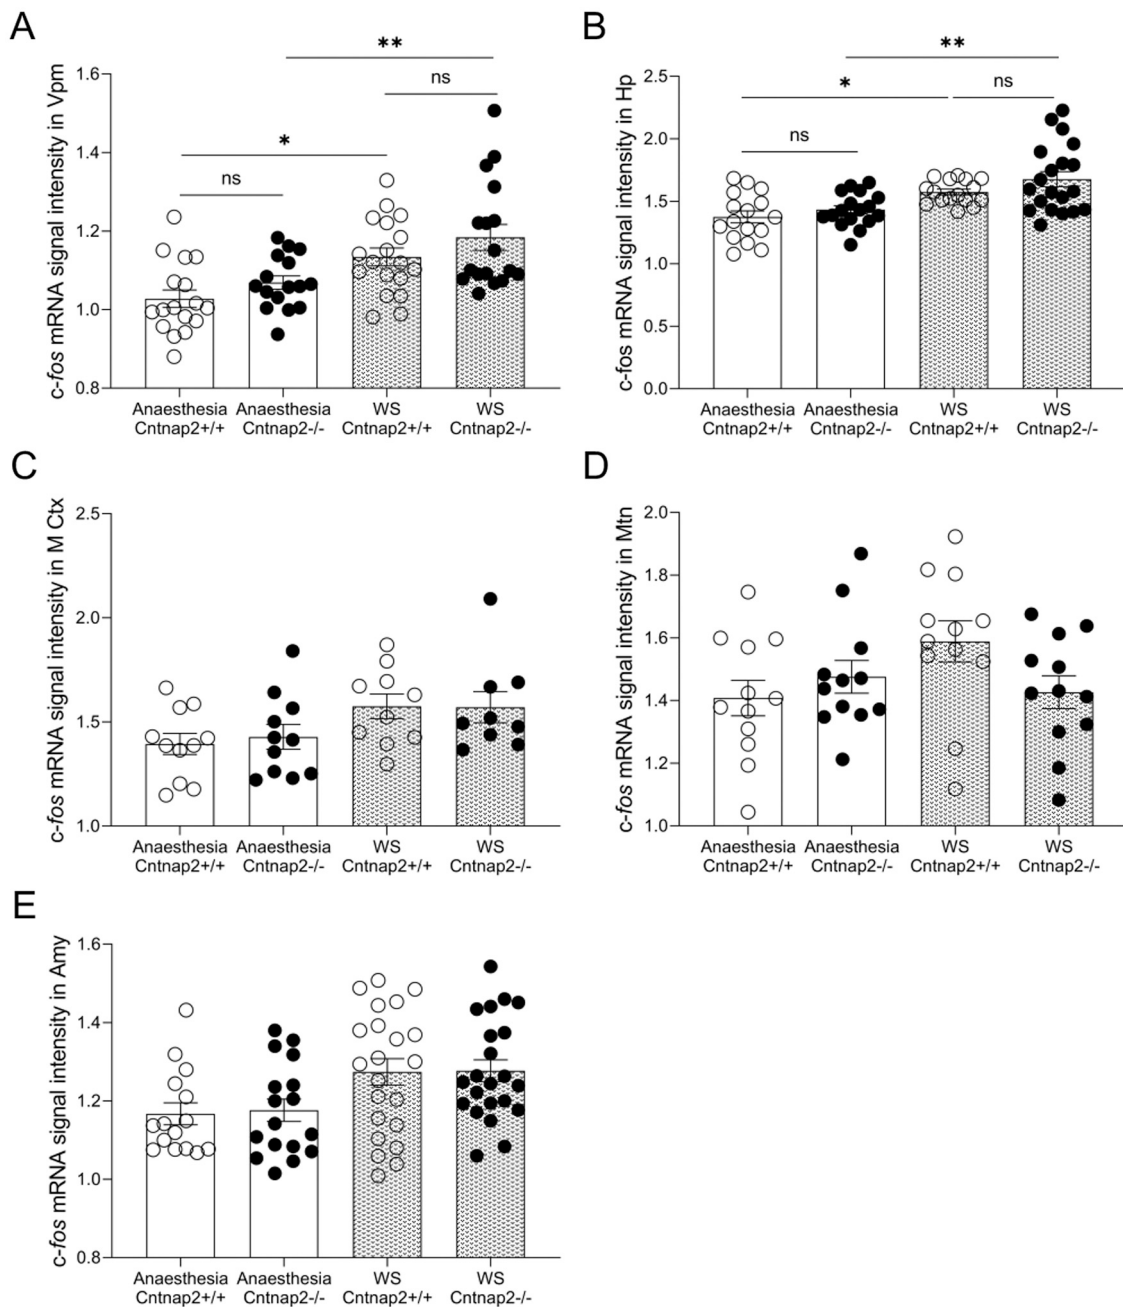 A
c-fos mRNA signal intensity in Vpm
1.6
1.4
1.2
1.0
0.8
**
ns
*
ns
Anaesthesia Anaesthesia WS WS
Cntnap2+/+ Cntnap2-/- Cntnap2+/+ Cntnap2-/-
B
c-fos mRNA signal intensity in Hp
2.5
2.0
1.5
1.0
0.5
0.0
**
*
ns
ns
Anaesthesia Anaesthesia WS WS
Cntnap2+/+ Cntnap2-/- Cntnap2+/+ Cntnap2-/-
C
c-fos mRNA signal intensity in M Ctx
2.5
2.0
1.5
1.0
Anaesthesia Anaesthesia WS WS
Cntnap2+/+ Cntnap2-/- Cntnap2+/+ Cntnap2-/-
D
c-fos mRNA signal intensity in Mtn
2.0
1.8
1.6
1.4
1.2
1.0
Anaesthesia Anaesthesia WS WS
Cntnap2+/+ Cntnap2-/- Cntnap2+/+ Cntnap2-/-
E
c-fos mRNA signal intensity in Amy
1.6
1.4
1.2
1.0
0.8
Anaesthesia Anaesthesia WS WS
Cntnap2+/+ Cntnap2-/- Cntnap2+/+ Cntnap2-/-